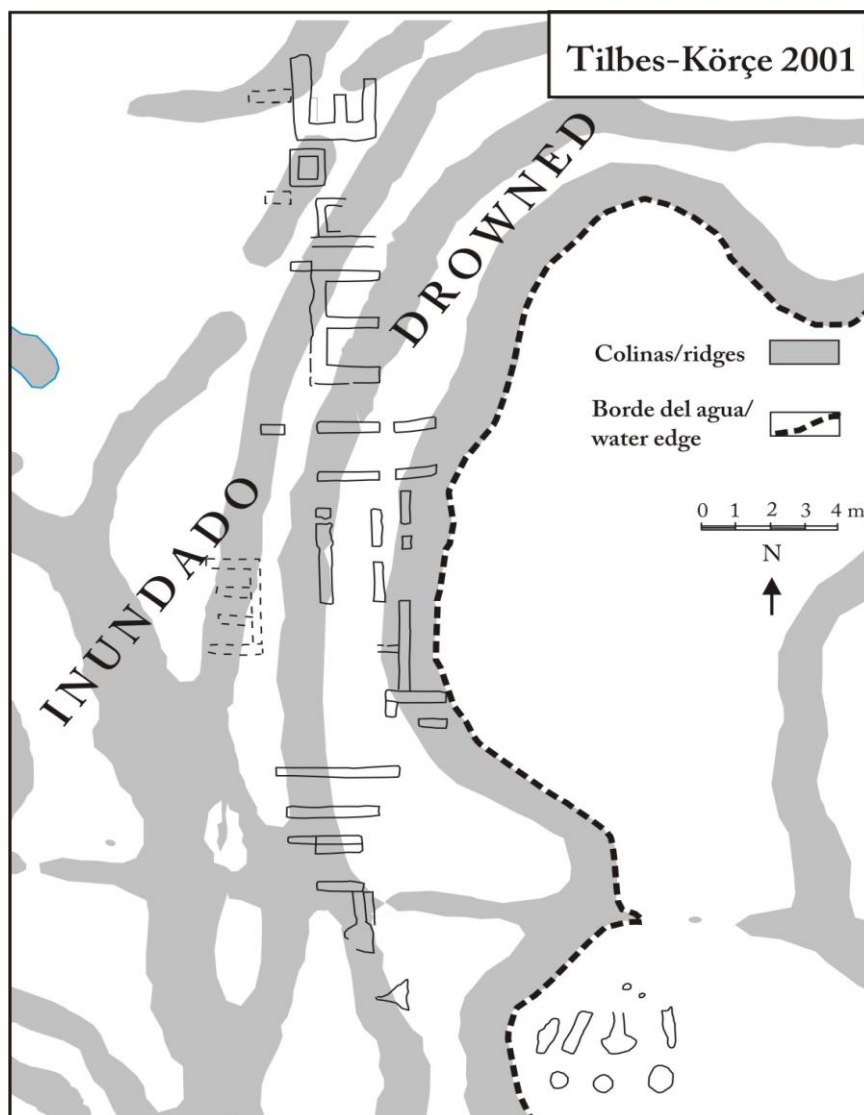 Tilbes-Körçe 2001
DROWNED
INUNDADO
Colinas/ridges
Borde del agua/
water edge
0 1 2 3 4 m
N